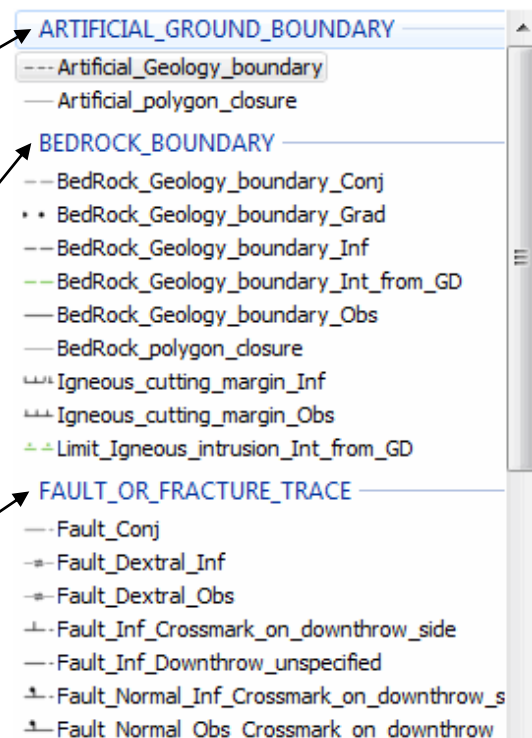 ARTIFICIAL_GROUND_BOUNDARY
Artificial_Geology_boundary
Artificial_polygon_closure
BEDROCK_BOUNDARY
BedRock_Geology_boundary_Conj
BedRock_Geology_boundary_Grad
BedRock_Geology_boundary_Inf
BedRock_Geology_boundary_Int_from_GD
BedRock_Geology_boundary_Obs
BedRock_polygon_closure
Igneous_cutting_margin_Inf
Igneous_cutting_margin_Obs
Limit_Igneous_intrusion_Int_from_GD
FAULT_OR_FRACTURE_TRACE
Fault_Conj
Fault_Dextral_Inf
Fault_Dextral_Obs
Fault_Inf_Crossmark_on_downthrow_side
Fault_Inf_Downthrow_unspecified
Fault_Normal_Inf_Crossmark_on_downthrow_s
Fault_Normal_Obs_Crossmark_on_downthrow_